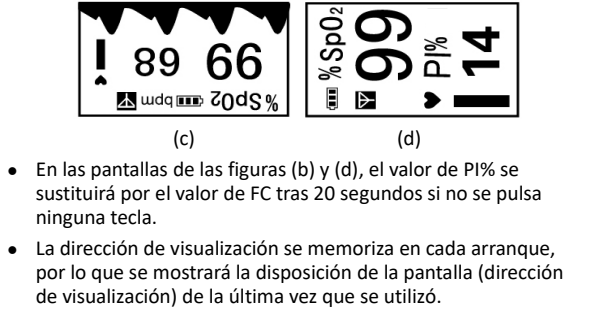 %SpO2 bpm
99 68
(c)
%SpO2
99
PI%
14
(d)
• En las pantallas de las figuras (b) y (d), el valor de PI% se
sustituirá por el valor de FC tras 20 segundos si no se pulsa
ninguna tecla.
• La dirección de visualización se memoriza en cada arranque,
por lo que se mostrará la disposición de la pantalla (dirección
de visualización) de la última vez que se utilizó.